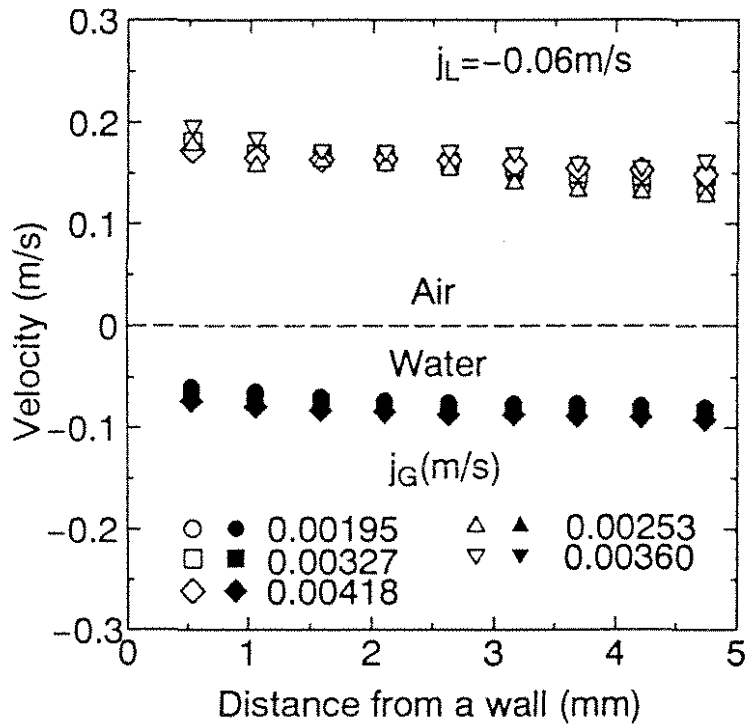 0.3
j_L=−0.06m/s
0.2
0.1
Air
0
Water
−0.1
j_G(m/s)
0.00195 0.00253
−0.2
0.00327 0.00360
0.00418
−0.3
0 1 2 3 4 5
Distance from a wall (mm)
Velocity (m/s)